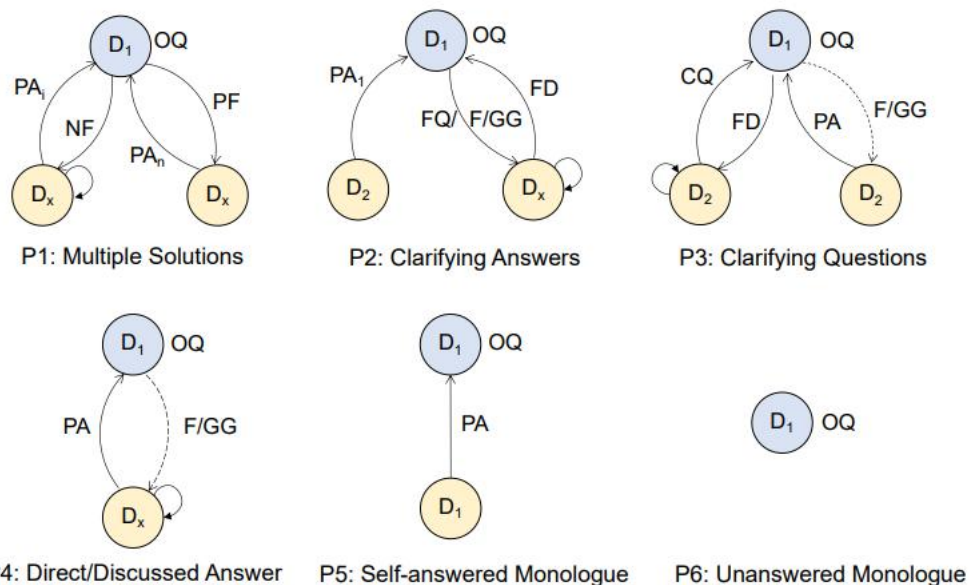 D1 OQ
PAi
NF
PF
PAn
Dx
Dx
P1: Multiple Solutions
D1 OQ
PA1
FD
FQ/ F/GG
D2
Dx
P2: Clarifying Answers
D1 OQ
CQ
F/GG
FD
PA
D2
D2
P3: Clarifying Questions
D1 OQ
PA
F/GG
Dx
4: Direct/Discussed Answer
D1 OQ
PA
D1
P5: Self-answered Monologue
D1 OQ
P6: Unanswered Monologue